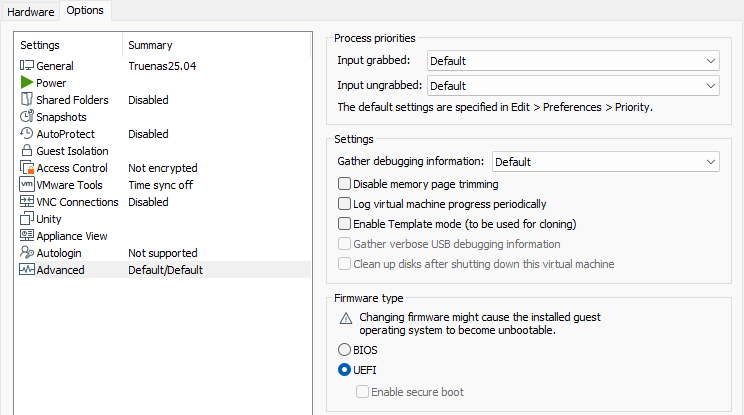 Hardware Options
Settings Summary
General Truenas25.04
Power
Shared Folders Disabled
Snapshots
AutoProtect Disabled
Guest Isolation
Access Control Not encrypted
vm VMware Tools Time sync off
VNC Connections Disabled
Unity
Appliance View
Autologin Not supported
Advanced Default/Default
Process priorities
Input grabbed: Default
Input ungrabbed: Default
The default settings are specified in Edit > Preferences > Priority.
Settings
Gather debugging information: Default
Disable memory page trimming
Log virtual machine progress periodically
Enable Template mode (to be used for cloning)
Gather verbose USB debugging information
Clean up disks after shutting down this virtual machine
Firmware type
Changing firmware might cause the installed guest
operating system to become unbootable.
BIOS
UEFI
Enable secure boot